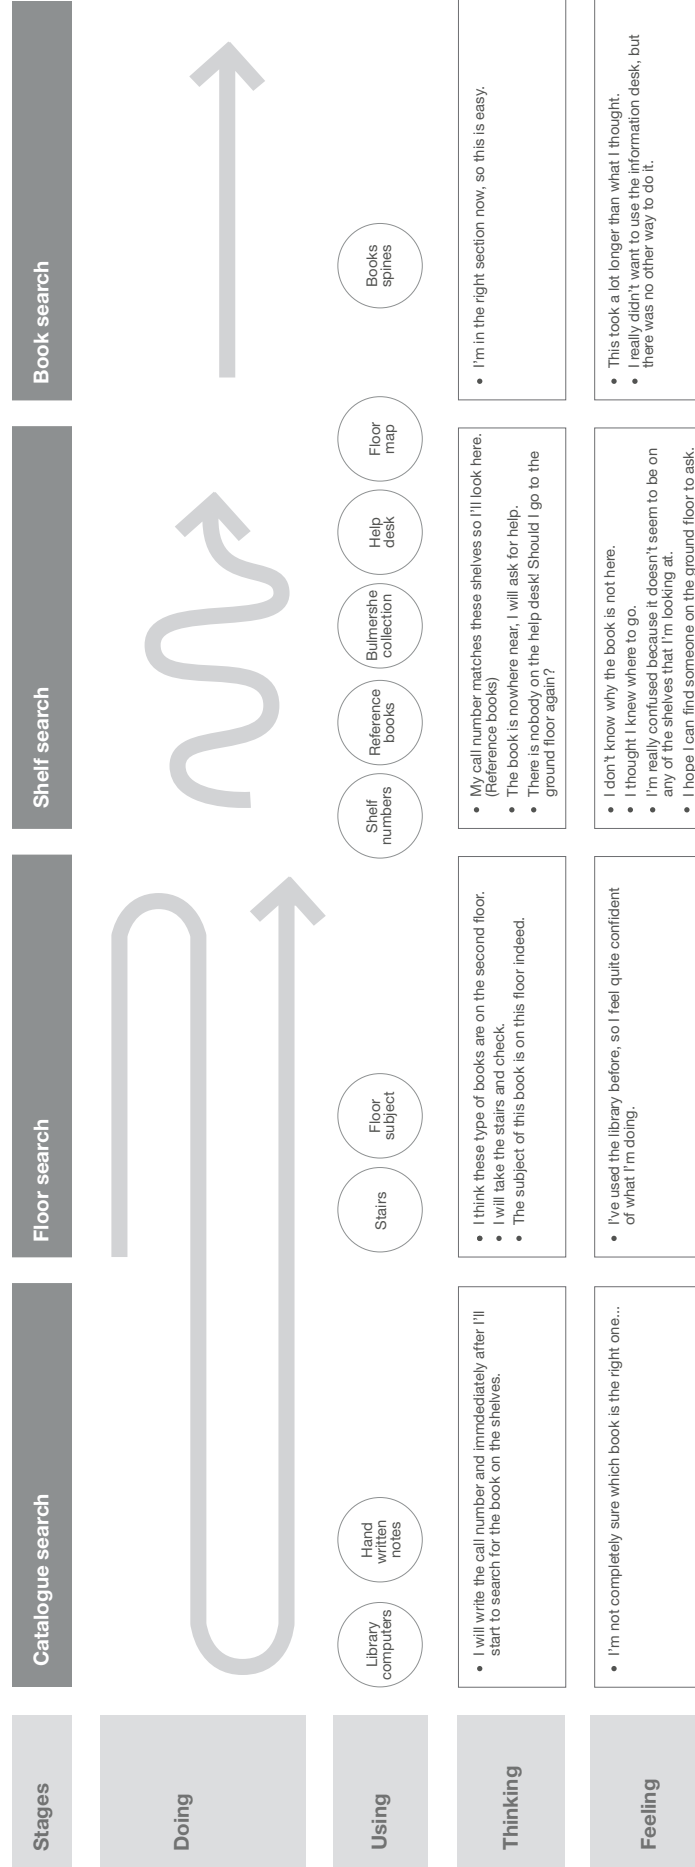 Stages
Catalogue search
Floor search
Shelf search
Book search
Doing
Using
Library
computers
Hand
written
notes
Stairs
Floor
subject
Shelf
numbers
Reference
books
Bulmershe
collection
Help
desk
Floor
map
Books
spines
Thinking
• I will write the call number and immdediately after I'll
start to search for the book on the shelves.
• I think these type of books are on the second floor.
• I will take the stairs and check.
• The subject of this book is on this floor indeed.
• My call number matches these shelves so I'll look here.
(Reference books)
• The book is nowhere near, I will ask for help.
• There is nobody on the help desk! Should I go to the
ground floor again?
• I'm in the right section now, so this is easy.
Feeling
• I'm not completely sure which book is the right one...
• I've used the library before, so I feel quite confident
of what I'm doing.
• I don't know why the book is not here.
• I thought I knew where to go.
• I'm really confused because it doesn't seem to be on
any of the shelves that I'm looking at.
• I hope I can find someone on the ground floor to ask.
• This took a lot longer than what I thought.
• I really didn't want to use the information desk, but
there was no other way to do it.